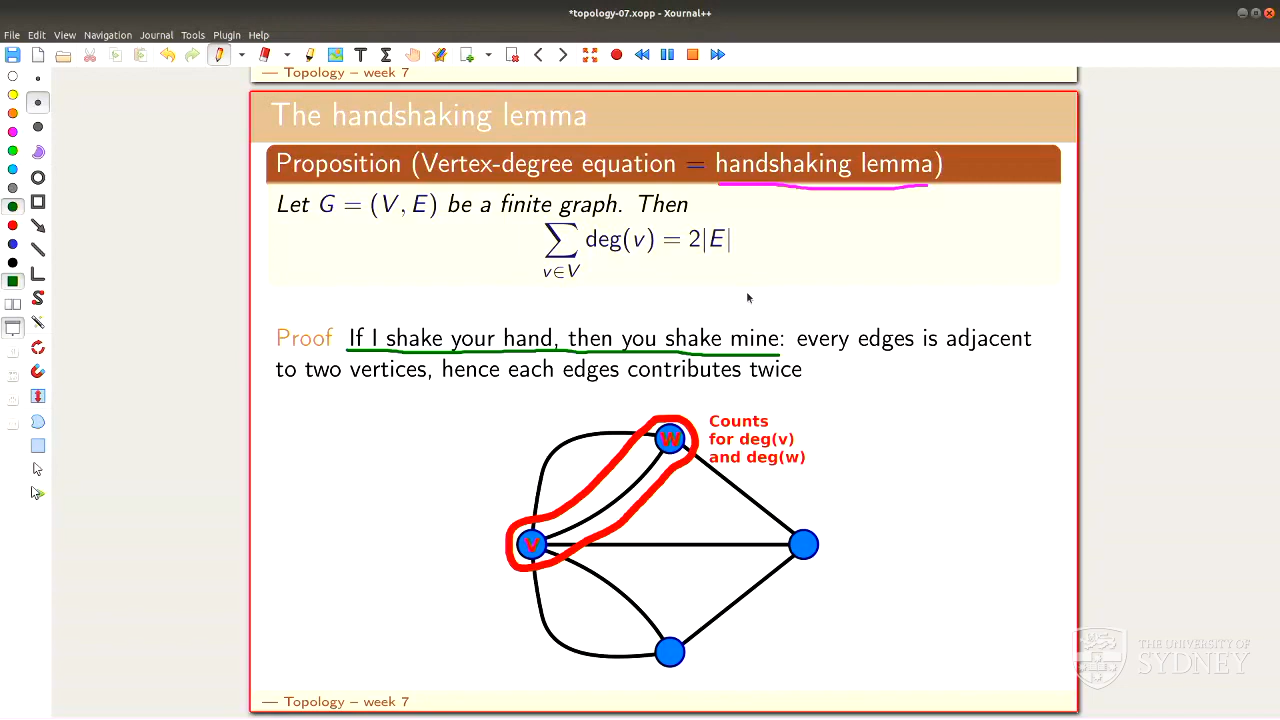 *topology-07.xopp - Xournal++
File Edit View Navigation Journal Tools Plugin Help
— Topology – week 7
The handshaking lemma
Proposition (Vertex-degree equation = handshaking lemma)
Let G = (V, E) be a finite graph. Then
∑ deg(v) = 2|E|
v∈V
Proof If I shake your hand, then you shake mine: every edges is adjacent
to two vertices, hence each edges contributes twice
Counts
for deg(v)
and deg(w)
w
v
THE UNIVERSITY OF
SYDNEY
— Topology – week 7